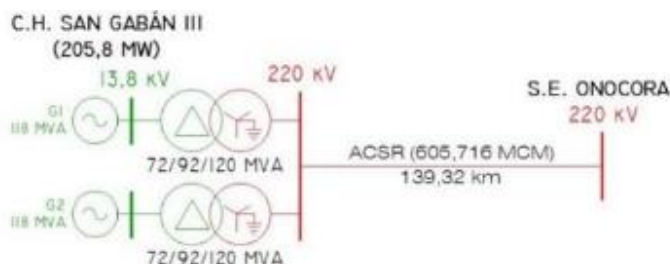 C.H. SAN GABÁN III
(205,8 MW)
13,8 kV
220 kV
S.E. ONOCORA
220 kV
G1
118 MVA
72/92/120 MVA
ACSR (605,716 MCM)
139,32 km
G2
118 MVA
72/92/120 MVA